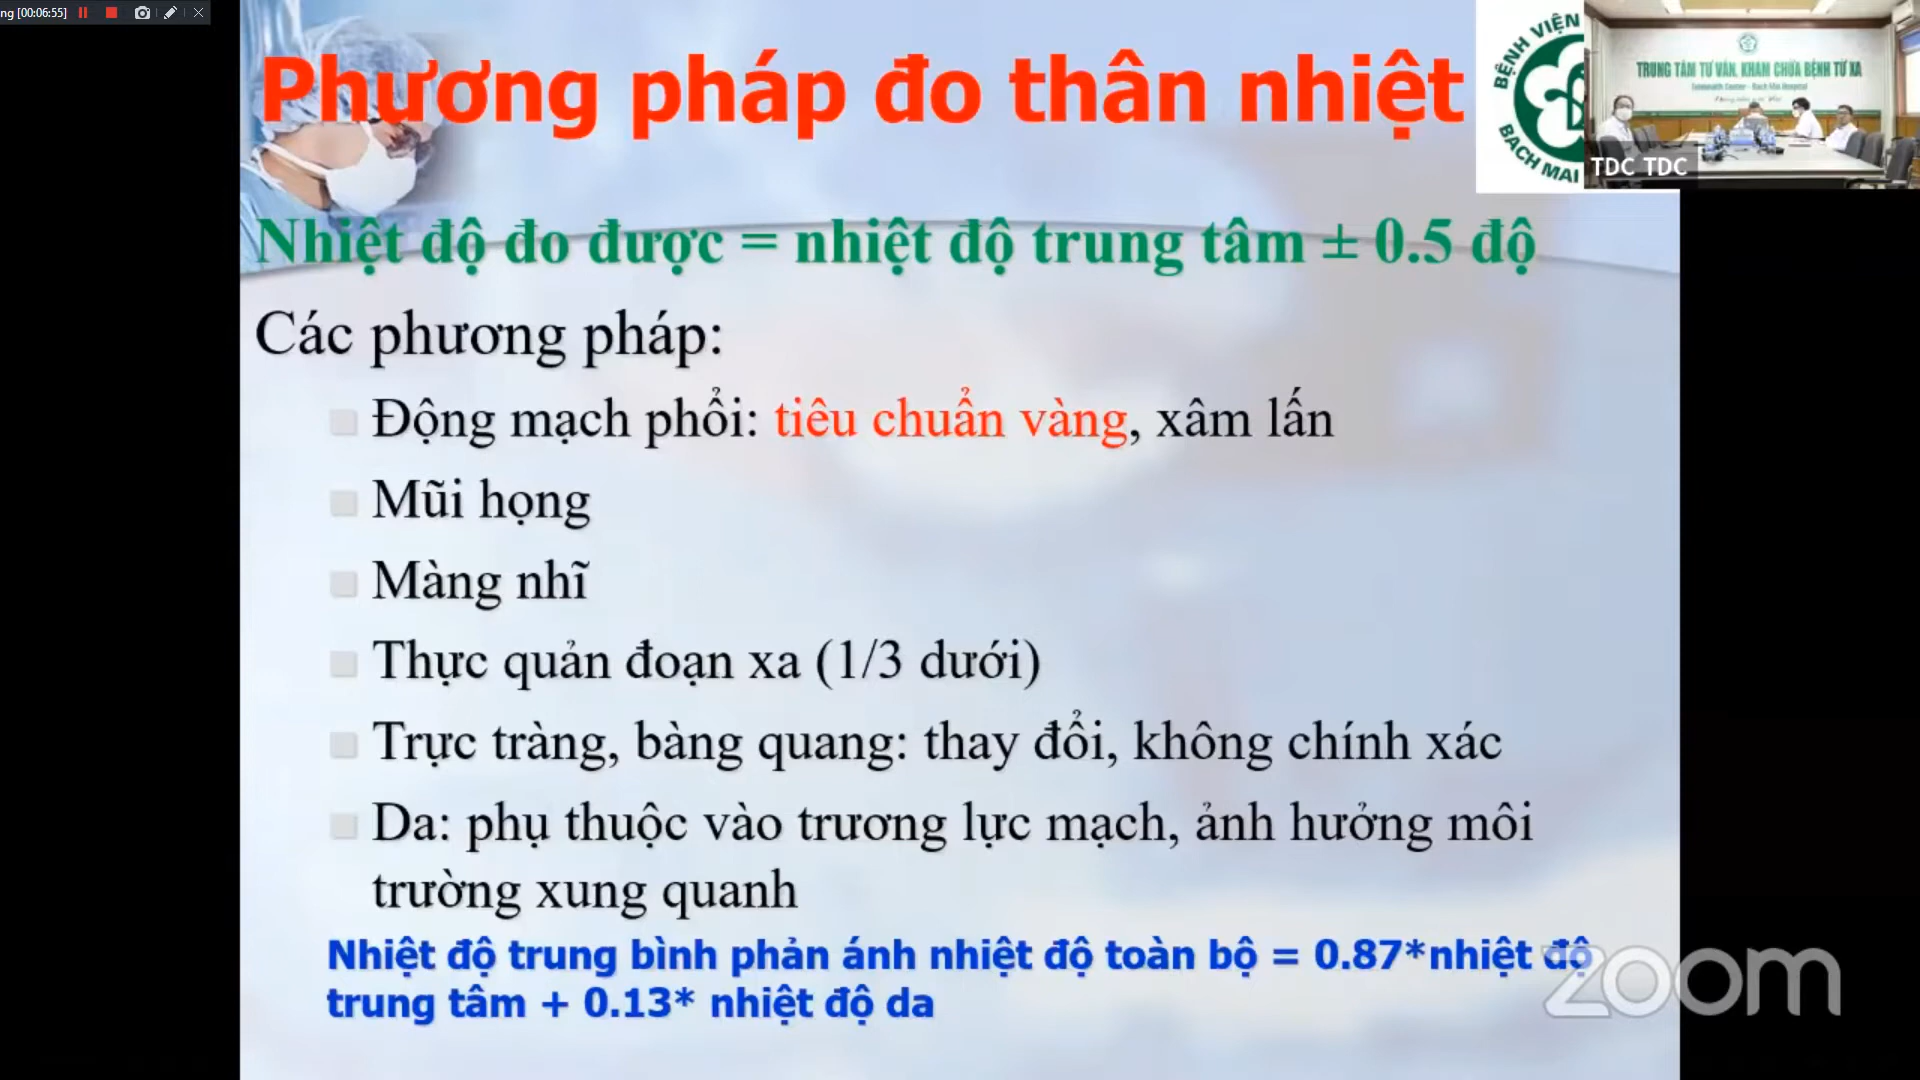 ng [00:06:55]
Phương pháp đo thân nhiệt
BỆNH VIỆN
BẠCH MAI
TRUNG TÂM TƯ VẤN, KHÁM CHỮA BỆNH TỪ XA
TDC TDC
Nhiệt độ đo được = nhiệt độ trung tâm ± 0.5 độ
Các phương pháp:
Động mạch phổi: tiêu chuẩn vàng, xâm lấn
Mũi họng
Màng nhĩ
Thực quản đoạn xa (1/3 dưới)
Trực tràng, bàng quang: thay đổi, không chính xác
Da: phụ thuộc vào trương lực mạch, ảnh hưởng môi
trường xung quanh
Nhiệt độ trung bình phản ánh nhiệt độ toàn bộ = 0.87*nhiệt độ
trung tâm + 0.13* nhiệt độ da
zoom